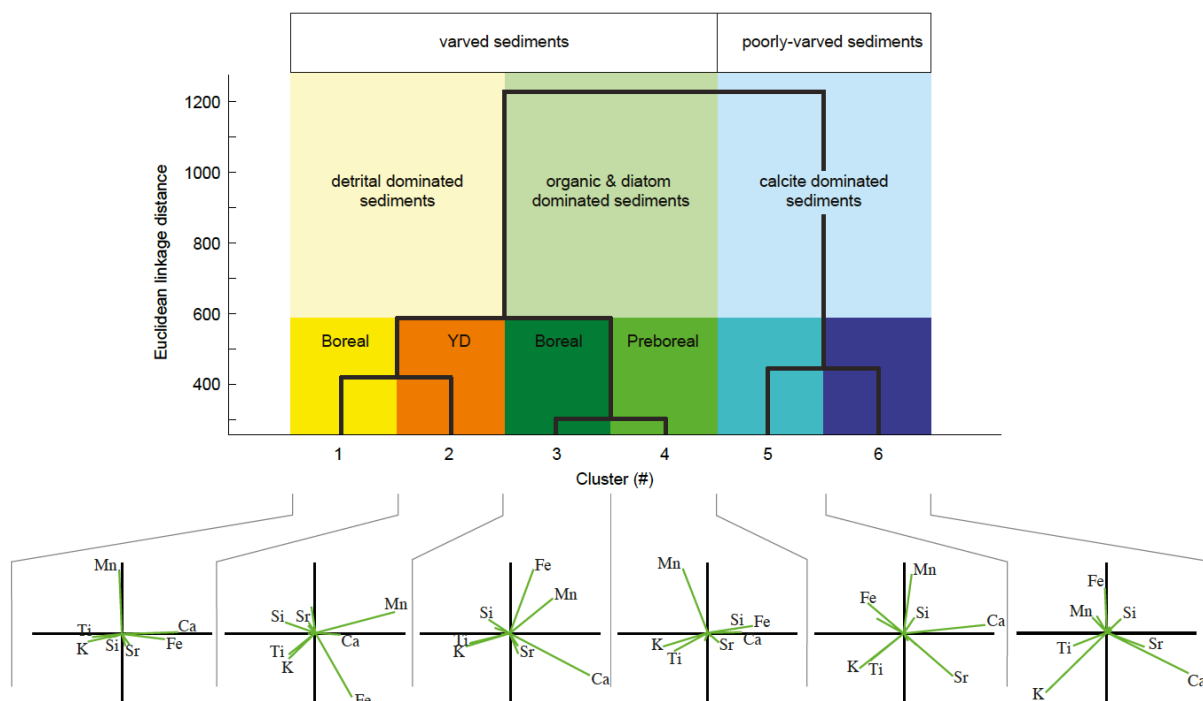 varved sediments
poorly-varved sediments
Euclidean linkage distance
1200
1000
800
600
400
detrital dominated
sediments
organic & diatom
dominated sediments
calcite dominated
sediments
Boreal
YD
Boreal
Preboreal
1
2
3
4
5
6
Cluster (#)
Mn
Ti
K
Si
Sr
Ca
Fe
Si
Sr
Mn
Ca
Ti
K
Fe
Fe
Mn
Si
Ti
K
Sr
Ca
Mn
Si
Fe
K
Ti
Sr
Ca
Mn
Fe
Si
Ca
K
Ti
Sr
Fe
Mn
Si
Ti
Sr
K
Ca